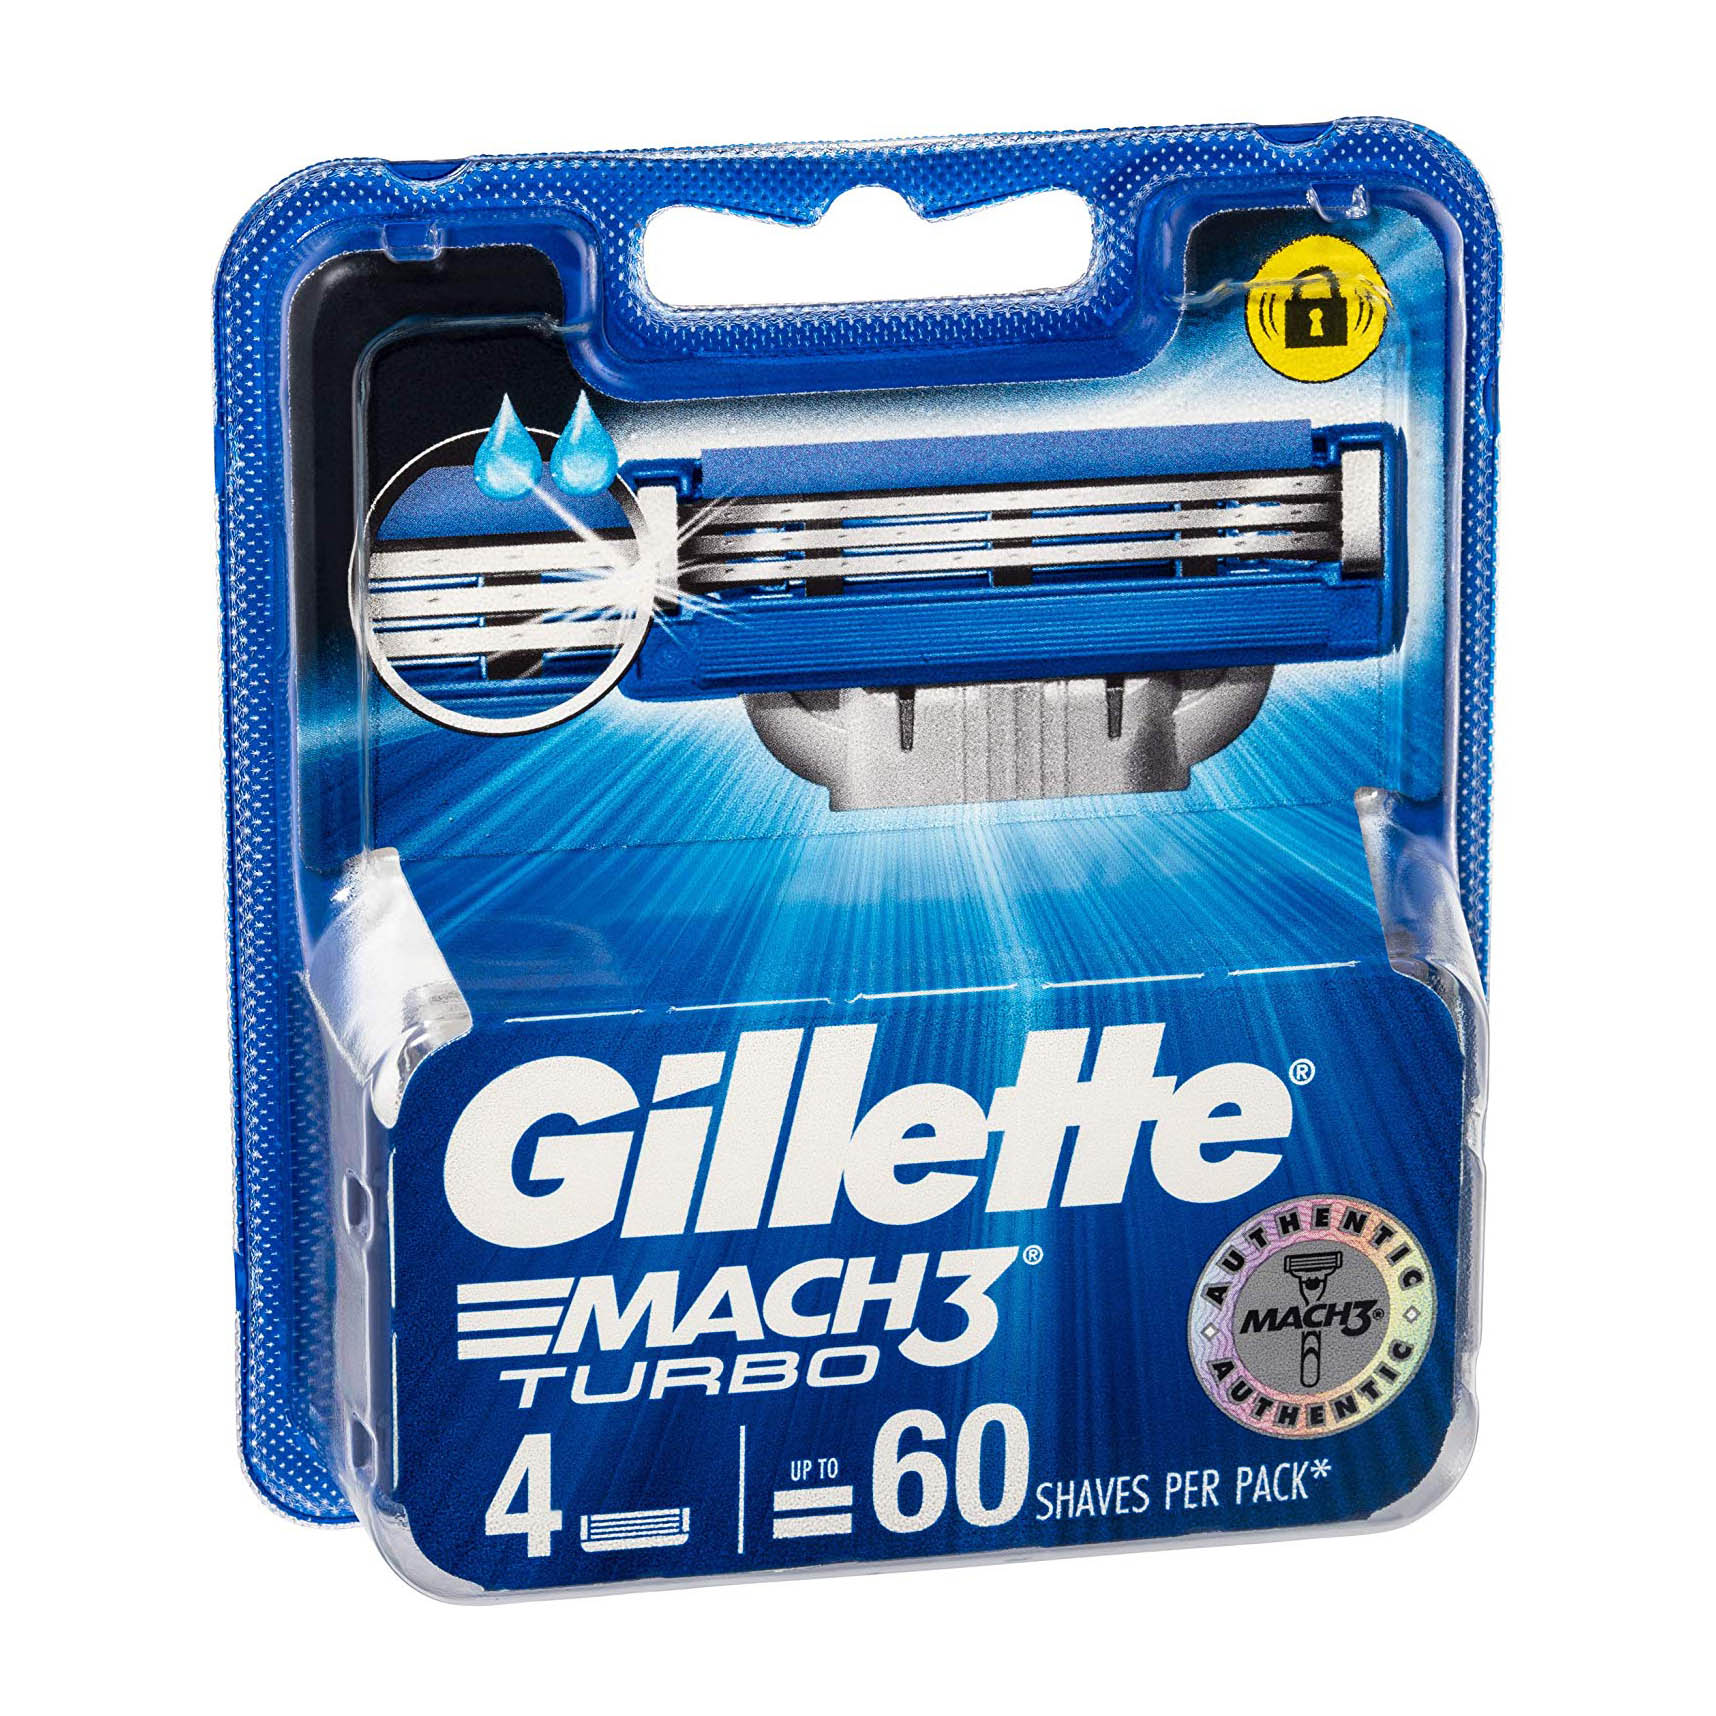 Gillette®
MACH3®
TURBO
4
UP TO
=60 SHAVES PER PACK*
AUTHENTIC
MACH3®
AUTHENTIC